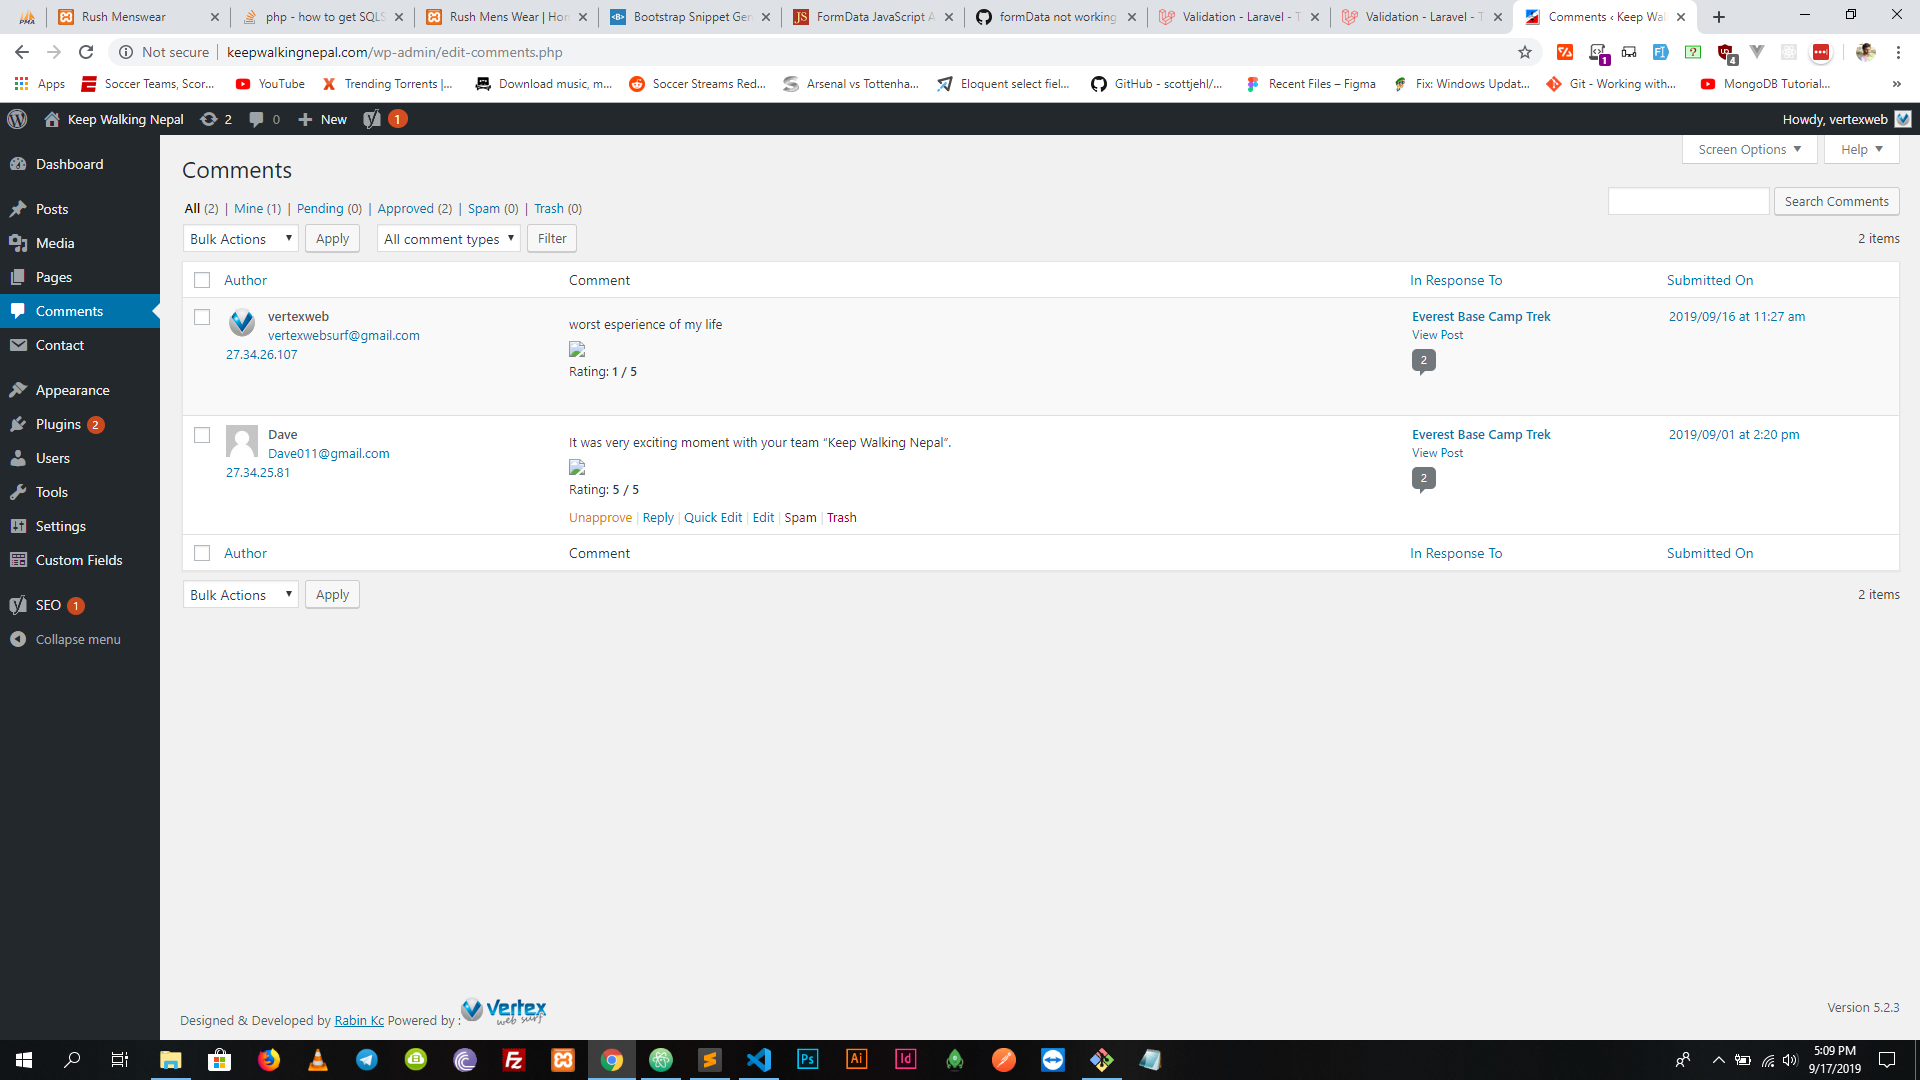 Rush Menswear
php - how to get SQLS
Rush Mens Wear | Hom
Bootstrap Snippet Gen
FormData JavaScript A
formData not working
Validation - Laravel - T
Validation - Laravel - T
Comments ‹ Keep Wal
Not secure | keepwalkingnepal.com/wp-admin/edit-comments.php
Apps
Soccer Teams, Scor...
YouTube
Trending Torrents |...
Download music, m...
Soccer Streams Red...
Arsenal vs Tottenha...
Eloquent select fiel...
GitHub - scottjehl/...
Recent Files – Figma
Fix: Windows Updat...
Git - Working with...
MongoDB Tutorial...
Keep Walking Nepal 2 0 + New 1
Howdy, vertexweb
Dashboard
Posts
Media
Pages
Comments
Contact
Appearance
Plugins 2
Users
Tools
Settings
Custom Fields
SEO 1
Collapse menu
Screen Options Help
Comments
All (2) | Mine (1) | Pending (0) | Approved (2) | Spam (0) | Trash (0)
Search Comments
Bulk Actions Apply All comment types Filter
2 items
Author Comment In Response To Submitted On
vertexweb
vertexwebsurf@gmail.com
27.34.26.107
worst esperience of my life
Rating: 1 / 5
Everest Base Camp Trek
View Post
2
2019/09/16 at 11:27 am
Dave
Dave011@gmail.com
27.34.25.81
It was very exciting moment with your team “Keep Walking Nepal”.
Rating: 5 / 5
Unapprove | Reply | Quick Edit | Edit | Spam | Trash
Everest Base Camp Trek
View Post
2
2019/09/01 at 2:20 pm
Author Comment In Response To Submitted On
Bulk Actions Apply
2 items
Designed & Developed by Rabin Kc Powered by : Vertex web surf
Version 5.2.3
5:09 PM
9/17/2019